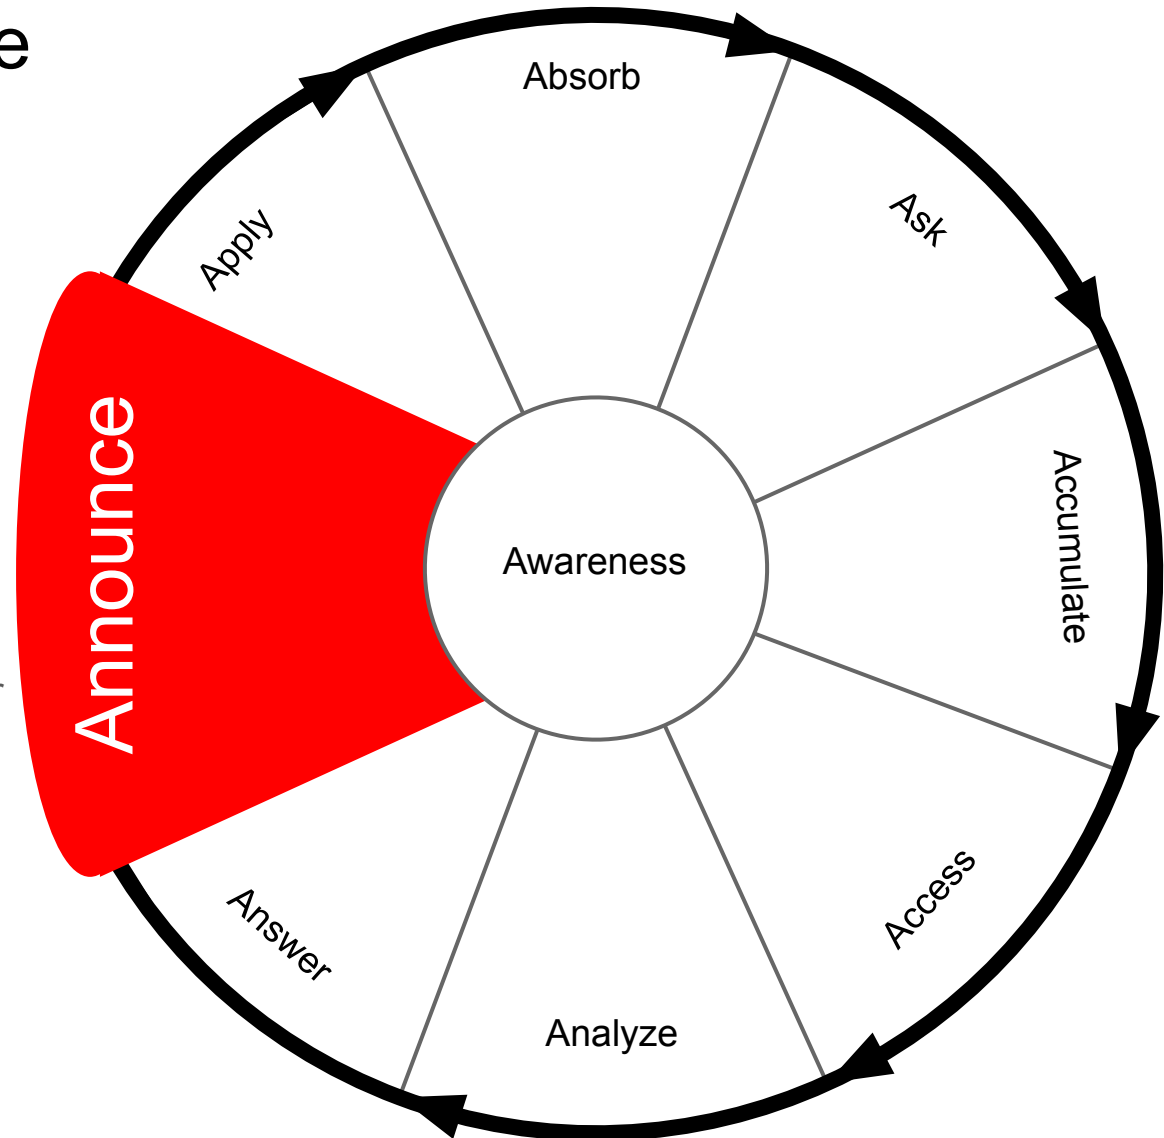 e
Absorb
Ask
Accumulate
Access
Analyze
Answer
Announce
Apply
Awareness